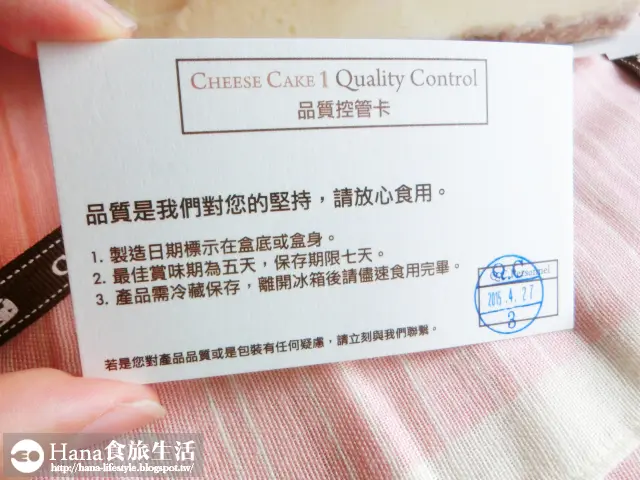 CHEESE CAKE 1 Quality Control
品質控管卡
品質是我們對您的堅持，請放心食用。
1. 製造日期標示在盒底或盒身。
2. 最佳賞味期為五天，保存期限七天。
3. 產品需冷藏保存，離開冰箱後請儘速食用完畢。
Q.C
2015.4.27
3
若是您對產品品質或是包裝有任何疑慮，請立刻與我們聯繫。
Hana食旅生活
http://hana-lifestyle.blogspot.tw